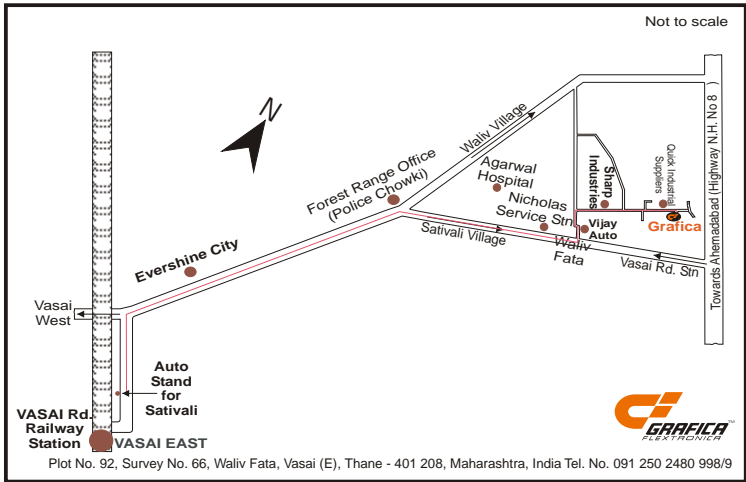 Not to scale
N
Waliv Village
Forest Range Office
(Police Chowki)
Agarwal
Hospital
Nicholas
Service Stn.
Sharp
Industries
Quick Industrial
Suppliers
Grafica
Vijay
Auto
Waliv
Fata
Sativali Village
Vasai Rd. Stn
Towards Ahemadabad (Highway N.H. No 8 )
Evershine City
Vasai
West
Auto
Stand
for
Sativali
VASAI Rd.
Railway
Station
VASAI EAST
GRAFICA™
FLEXTRONICA
Plot No. 92, Survey No. 66, Waliv Fata, Vasai (E), Thane - 401 208, Maharashtra, India Tel. No. 091 250 2480 998/9